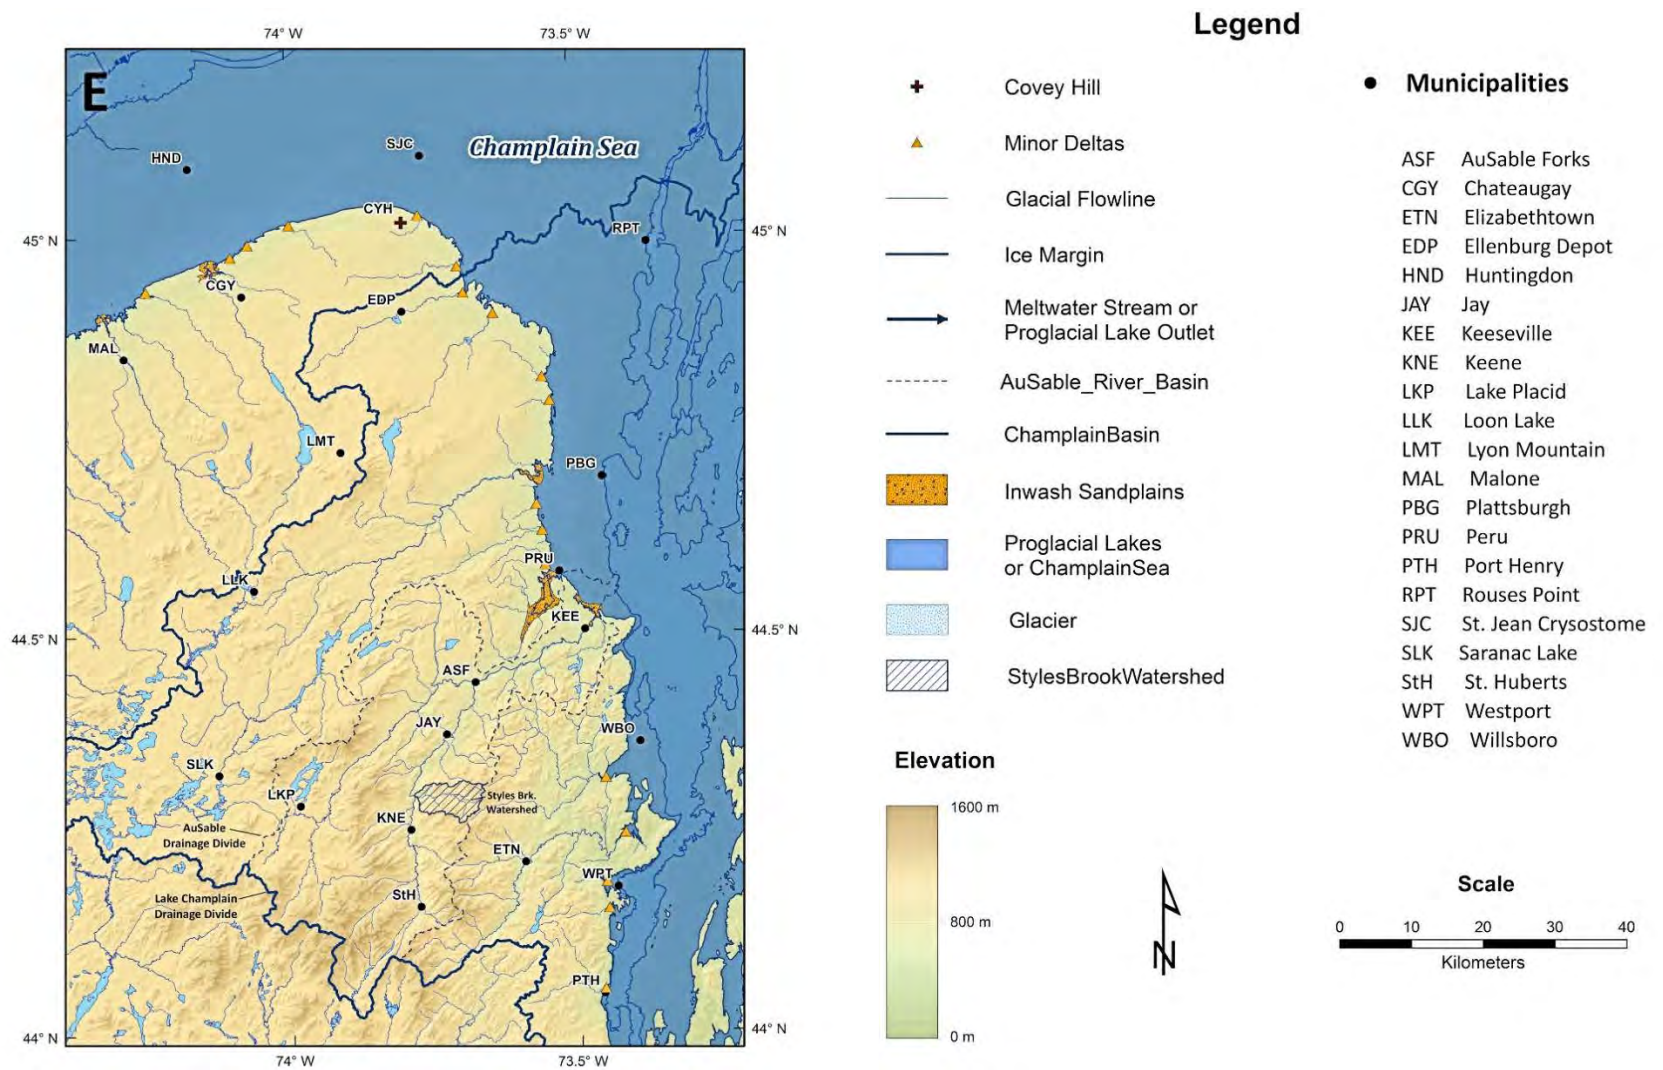 74° W
73.5° W
E
Champlain Sea
SJC
HND
CYH
RPT
45° N
45° N
CGY
EDP
MAL
LMT
PBG
PRU
LLK
KEE
44.5° N
44.5° N
ASF
JAY
WBO
SLK
LKP
Styles Brk.
Watershed
KNE
AuSable
Drainage Divide
ETN
WPT
StH
Lake Champlain
Drainage Divide
PTH
44° N
44° N
74° W
73.5° W
Legend
Covey Hill
Minor Deltas
Glacial Flowline
Ice Margin
Meltwater Stream or
Proglacial Lake Outlet
AuSable_River_Basin
ChamplainBasin
Inwash Sandplains
Proglacial Lakes
or ChamplainSea
Glacier
StylesBrookWatershed
Elevation
1600 m
800 m
0 m
Municipalities
ASF AuSable Forks
CGY Chateaugay
ETN Elizabethtown
EDP Ellenburg Depot
HND Huntingdon
JAY Jay
KEE Keeseville
KNE Keene
LKP Lake Placid
LLK Loon Lake
LMT Lyon Mountain
MAL Malone
PBG Plattsburgh
PRU Peru
PTH Port Henry
RPT Rouses Point
SJC St. Jean Crysostome
SLK Saranac Lake
StH St. Huberts
WPT Westport
WBO Willsboro
N
Scale
0 10 20 30 40
Kilometers